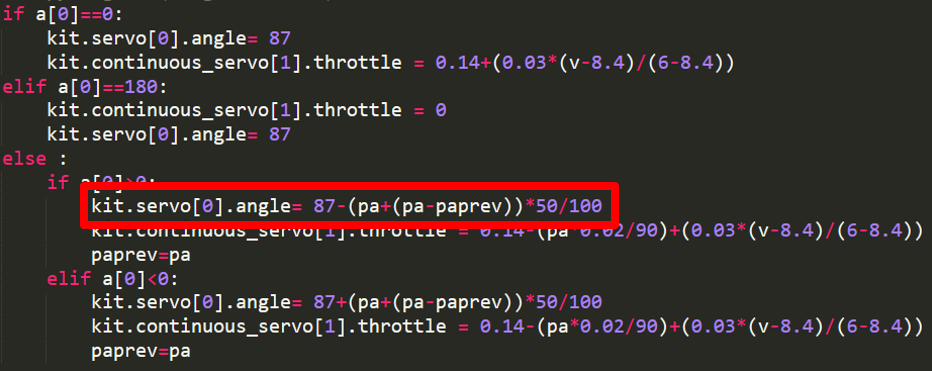 if a[0]==0:
    kit.servo[0].angle= 87
    kit.continuous_servo[1].throttle = 0.14+(0.03*(v-8.4)/(6-8.4))
elif a[0]==180:
    kit.continuous_servo[1].throttle = 0
    kit.servo[0].angle= 87
else :
    if a[0]>0:
        kit.servo[0].angle= 87-(pa+(pa-paprev))*50/100
        kit.continuous_servo[1].throttle = 0.14-(pa*0.02/90)+(0.03*(v-8.4)/(6-8.4))
        paprev=pa
    elif a[0]<0:
        kit.servo[0].angle= 87+(pa+(pa-paprev))*50/100
        kit.continuous_servo[1].throttle = 0.14-(pa*0.02/90)+(0.03*(v-8.4)/(6-8.4))
        paprev=pa